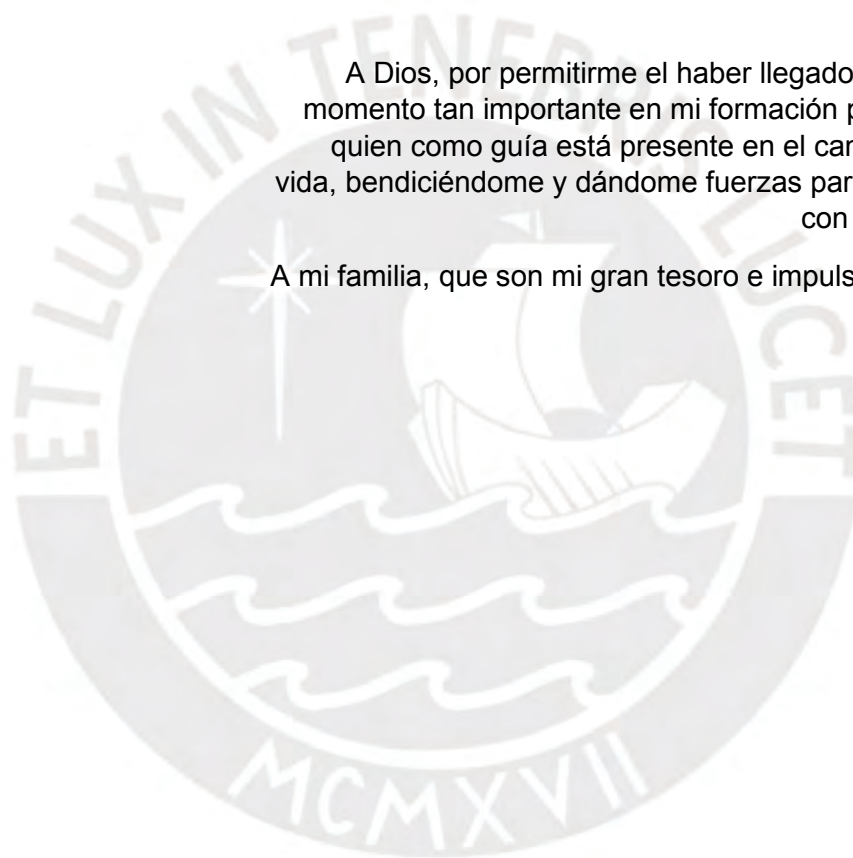 A Dios, por permitirme el haber llegado
momento tan importante en mi formación
quien como guía está presente en el
vida, bendiciéndome y dándome fuerzas
con
A mi familia, que son mi gran tesoro e
ET LUX IN TENEBRIS LUCET
MCMXVII